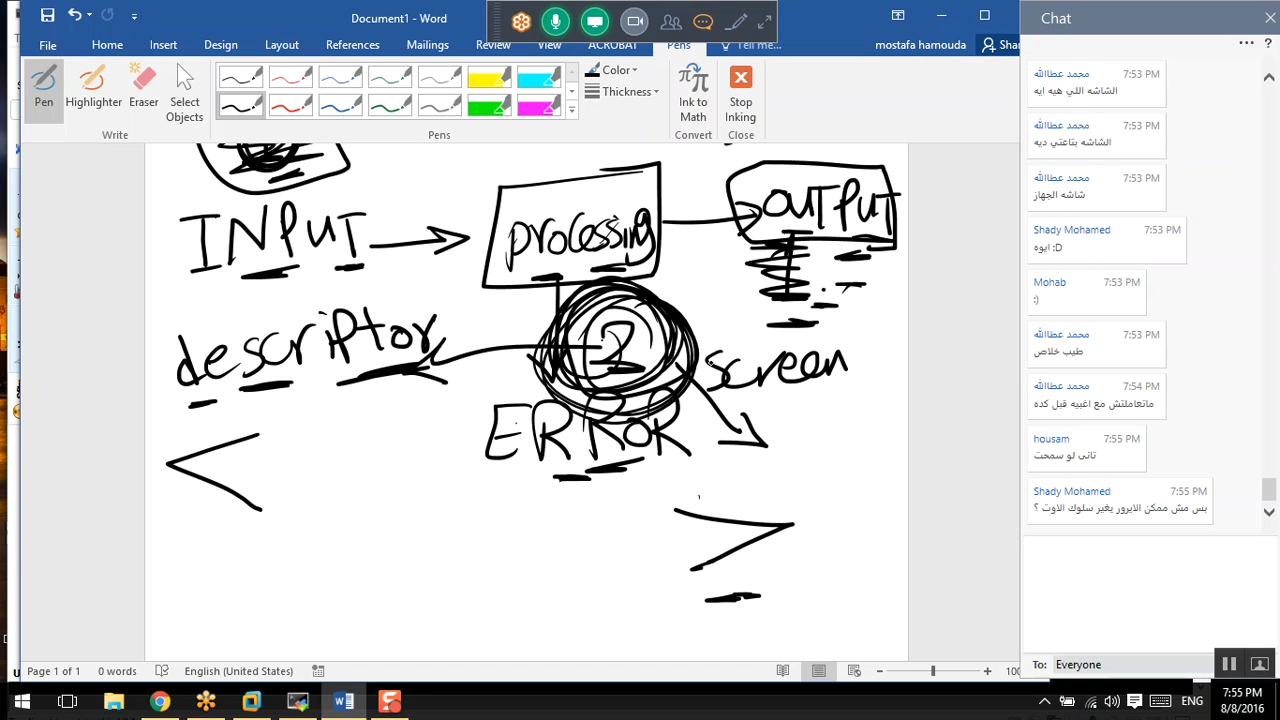 Document1 - Word
File Home Insert Design Layout References Mailings Review View ACROBAT Pens Tell me... mostafa hamouda Shar
Pen Highlighter Eraser Select Objects
Color
Thickness
Ink to Math
Stop Inking
Write Pens Convert Close
INPUT processing OUTPUT
descriptor 2 screen
ERROR
<
>
Page 1 of 1 0 words English (United States) 100
Chat
محمد عطاالله 7:53 PM
الشاشه اللي هيه ايه
محمد عطاالله 7:53 PM
الشاشه بتاعتي ديه
محمد عطاالله 7:53 PM
شاشه الجهاز
Shady Mohamed 7:53 PM
ايوه :D
Mohab 7:53 PM
:)
محمد عطاالله 7:53 PM
طيب خلاص
محمد عطاالله 7:54 PM
ماتعاملتش مع اغبيه قبل كده
housam 7:55 PM
تانى لو سمحت
Shady Mohamed 7:55 PM
بس مش ممكن الايرور يغير سلوك الاوت ؟
To: Everyone
ENG
7:55 PM
8/8/2016